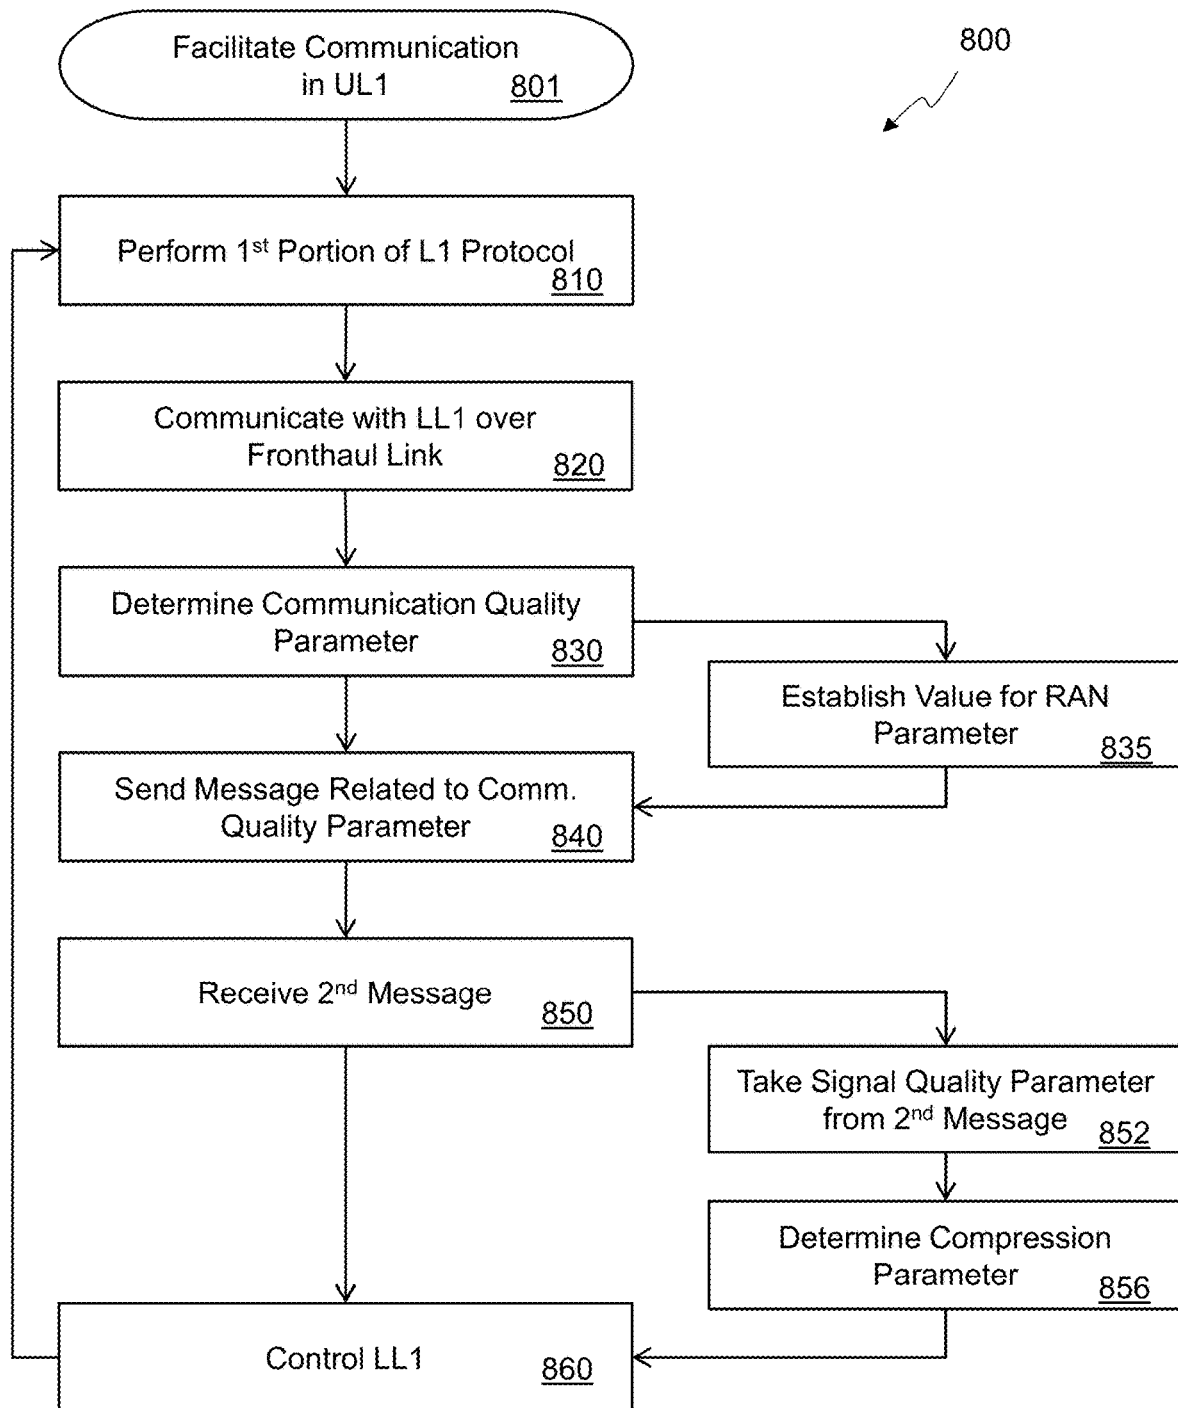 Facilitate Communication
in UL1
801
800
Perform 1st Portion of L1 Protocol
810
Communicate with LL1 over
Fronthaul Link
820
Determine Communication Quality
Parameter
830
Establish Value for RAN
Parameter
835
Send Message Related to Comm.
Quality Parameter
840
Receive 2nd Message
850
Take Signal Quality Parameter
from 2nd Message
852
Determine Compression
Parameter
856
Control LL1
860